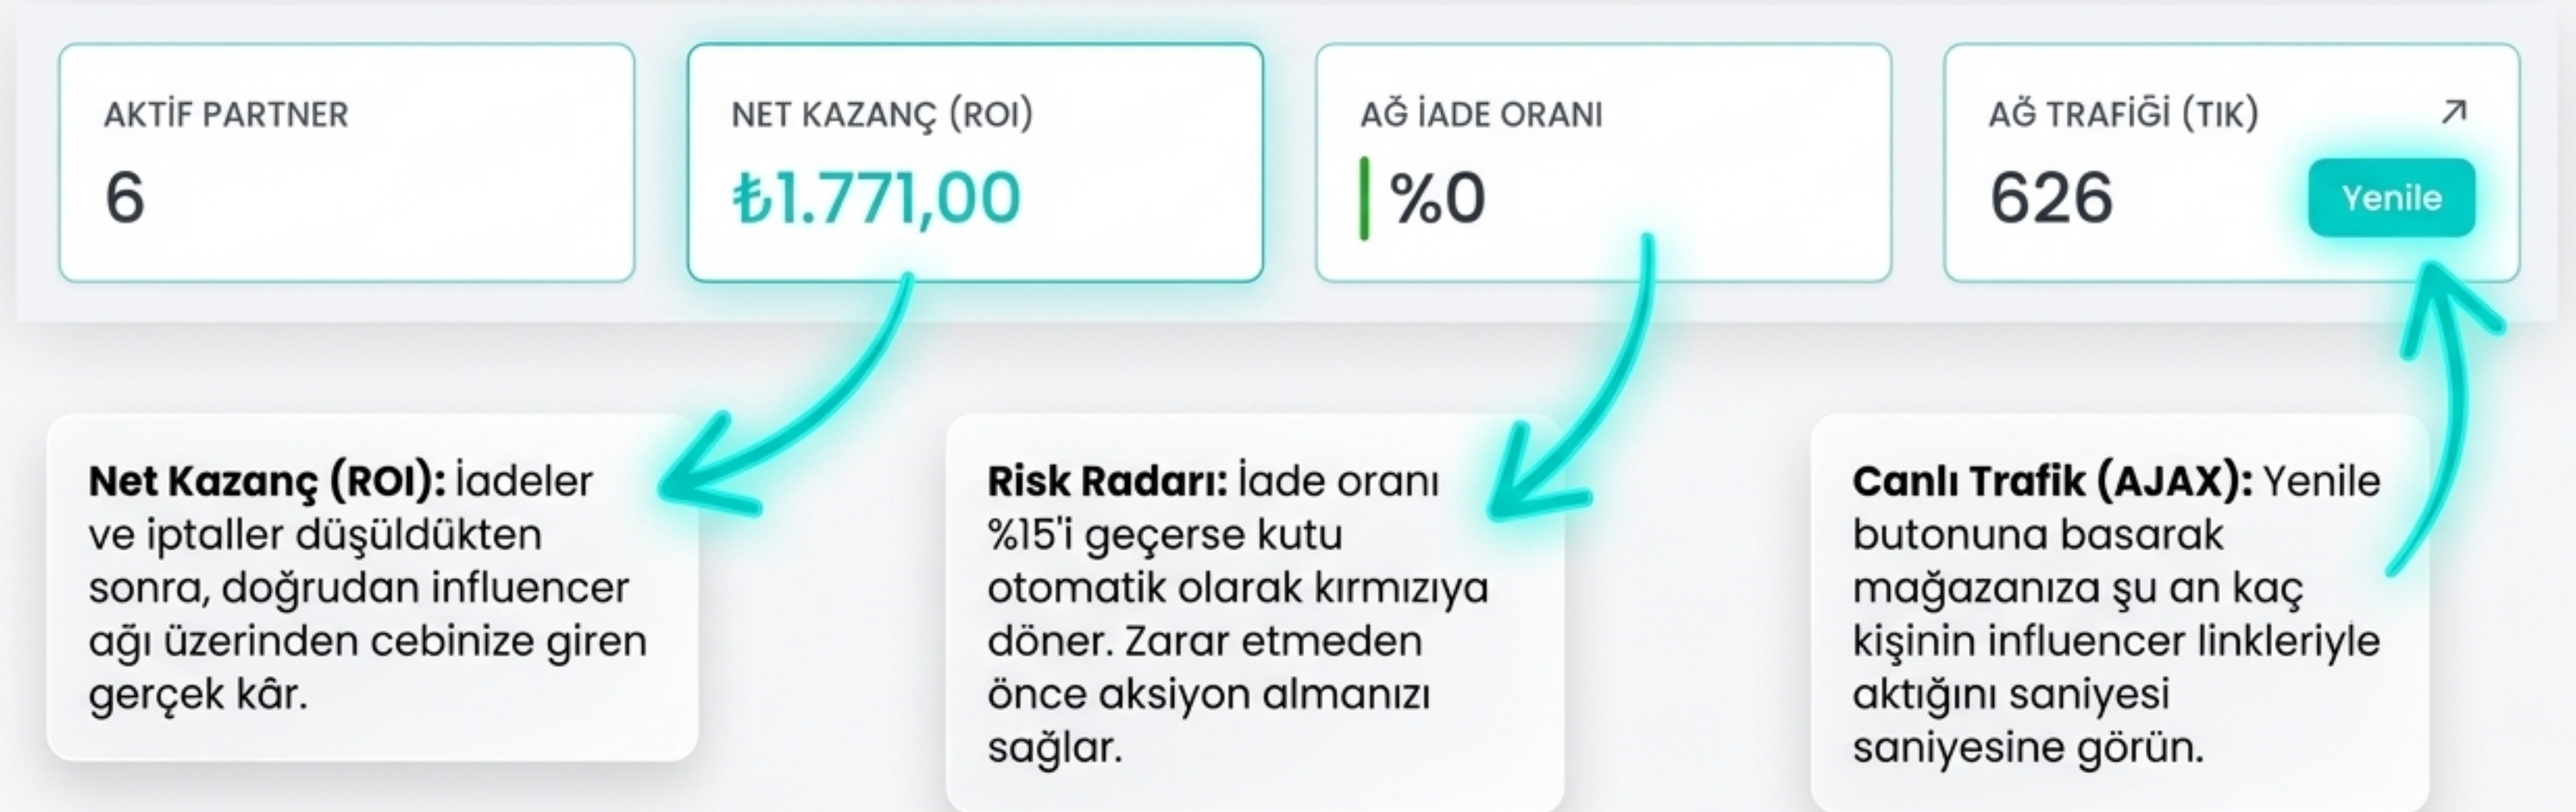 AKTİF PARTNER
6
NET KAZANÇ (ROI)
₺1.771,00
AĞ İADE ORANI
%0
AĞ TRAFİĞİ (TIK)
626
Yenile
Net Kazanç (ROI): İadeler
ve iptaller düşüldükten
sonra, doğrudan influencer
ağı üzerinden cebinize giren
gerçek kâr.
Risk Radarı: İade oranı
%15'i geçerse kutu
otomatik olarak kırmızıya
döner. Zarar etmeden
önce aksiyon almanızı
sağlar.
Canlı Trafik (AJAX): Yenile
butonuna basarak
mağazanıza şu an kaç
kişinin influencer linkleriyle
aktığını saniyesi
saniyesine görün.